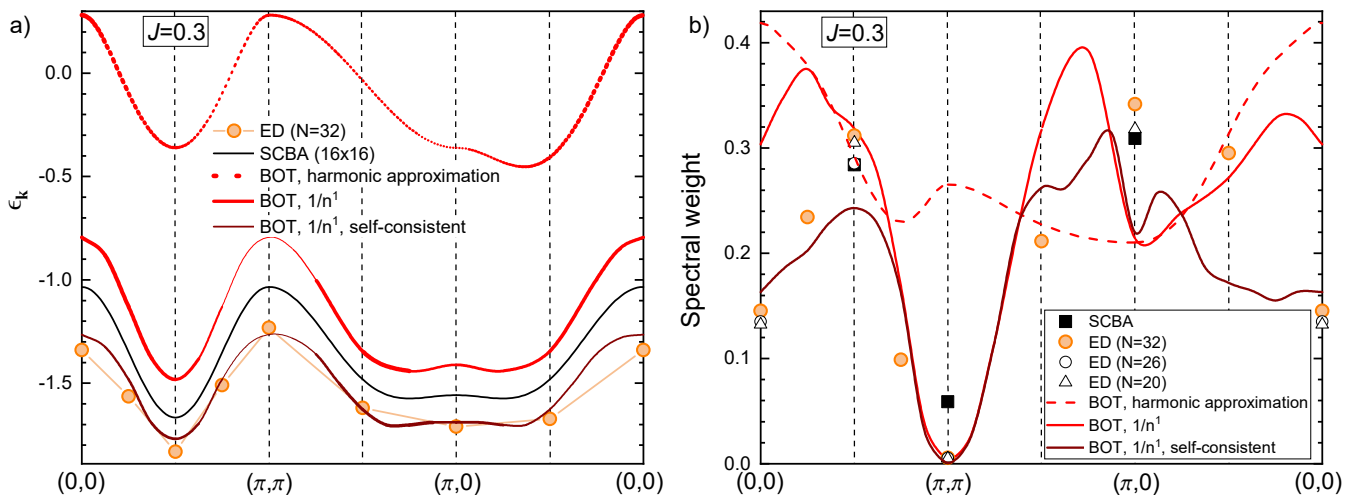 a)
J=0.3
0.0
-0.5
-1.0
-1.5
ϵk
ED (N=32)
SCBA (16x16)
BOT, harmonic approximation
BOT, 1/n¹
BOT, 1/n¹, self-consistent
(0,0)
(π,π)
(π,0)
(0,0)
b)
J=0.3
0.4
0.3
0.2
0.1
0.0
Spectral weight
SCBA
ED (N=32)
ED (N=26)
ED (N=20)
BOT, harmonic approximation
BOT, 1/n¹
BOT, 1/n¹, self-consistent
(0,0)
(π,π)
(π,0)
(0,0)